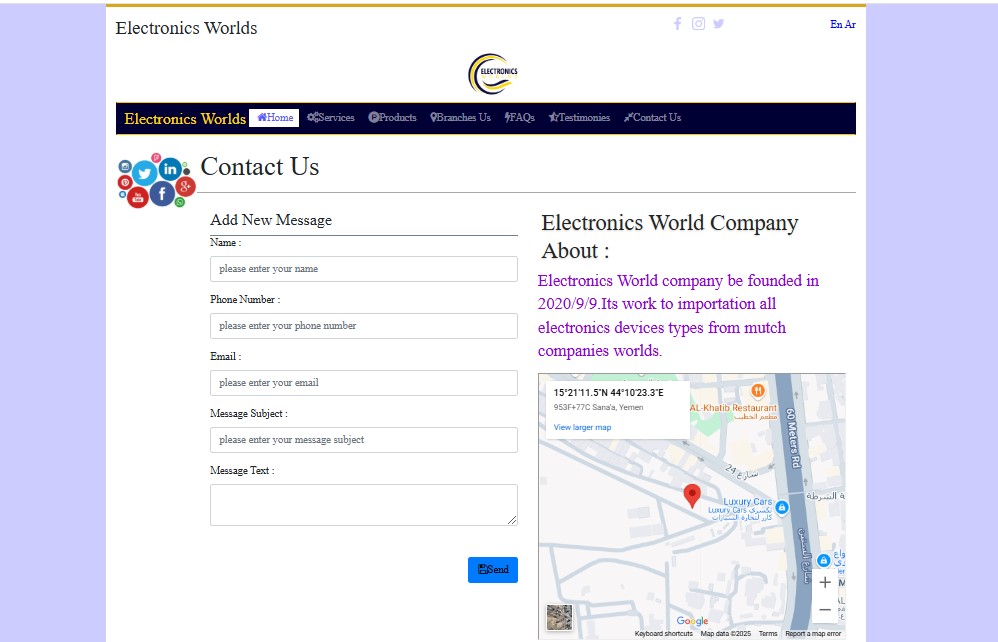 Electronics Worlds
En Ar
ELECTRONICS
Electronics Worlds Home Services Products Branches Us FAQs Testimonies Contact Us
Contact Us
Add New Message
Name :
please enter your name
Phone Number :
please enter your phone number
Email :
please enter your email
Message Subject :
please enter your message subject
Message Text :
Send
Electronics World Company
About :
Electronics World company be founded in
2020/9/9.Its work to importation all
electronics devices types from mutch
companies worlds.
15°21'11.5"N 44°10'23.3"E
953F+77C Sana'a, Yemen
View larger map
AL-Khatib Restaurant
مطعم الخطيب
60 Meters Rd
شارع 24
Luxury Cars
Luxury Cars لكسري
كارز لتجارة السيارات
شارع الستين
Google
Keyboard shortcuts Map data ©2025 Terms Report a map error